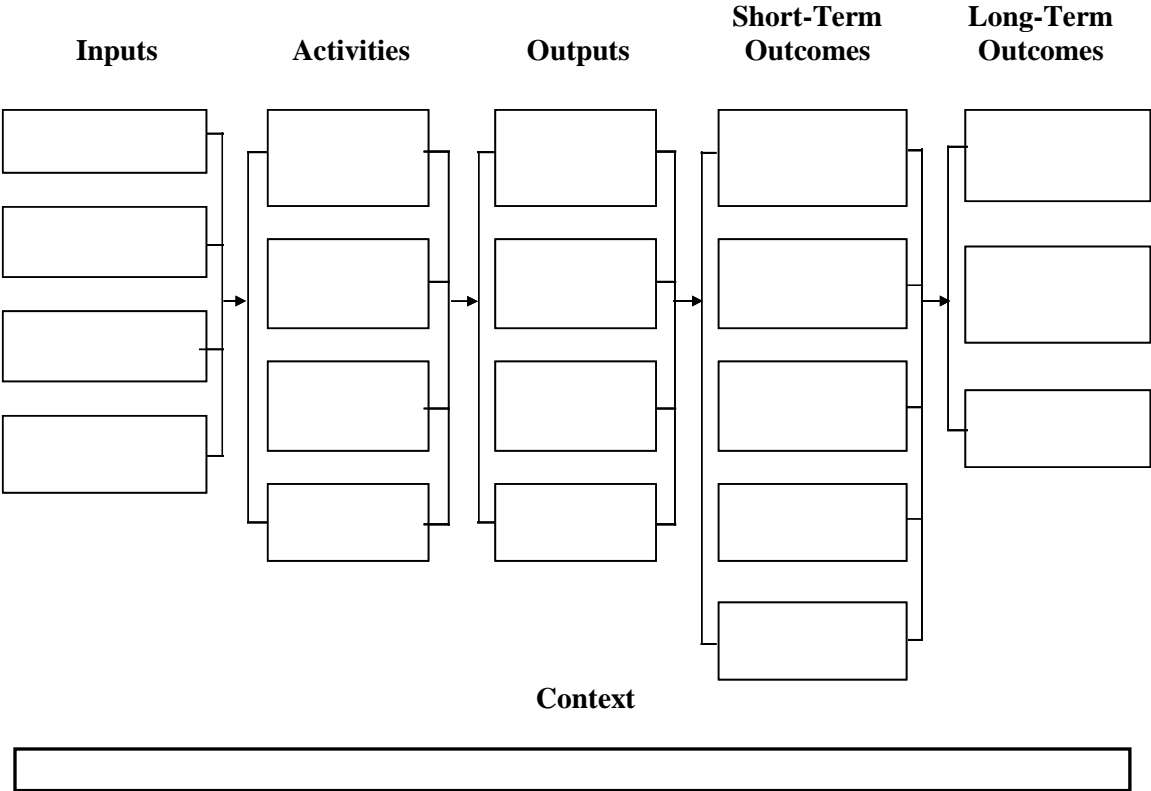 Inputs
Activities
Outputs
Short-Term
Outcomes
Long-Term
Outcomes
Context